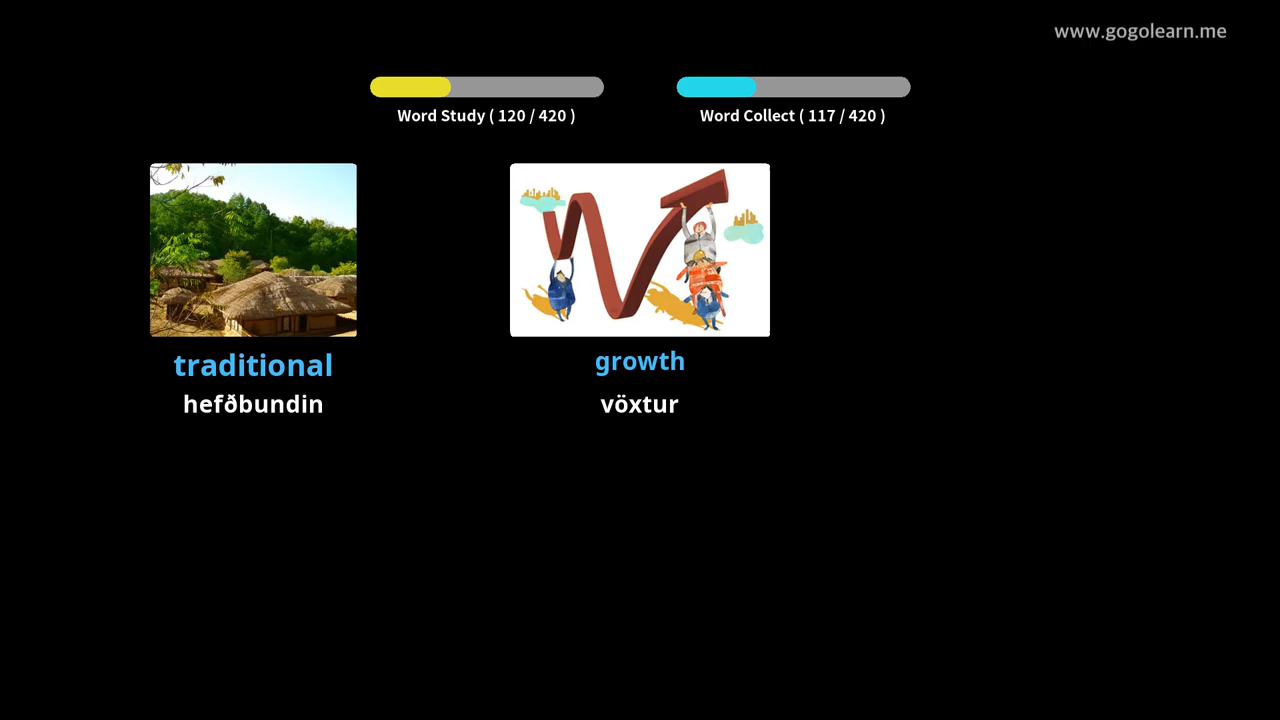 www.gogolearn.me
Word Study ( 120 / 420 )
Word Collect ( 117 / 420 )
traditional
hefðbundin
growth
vöxtur